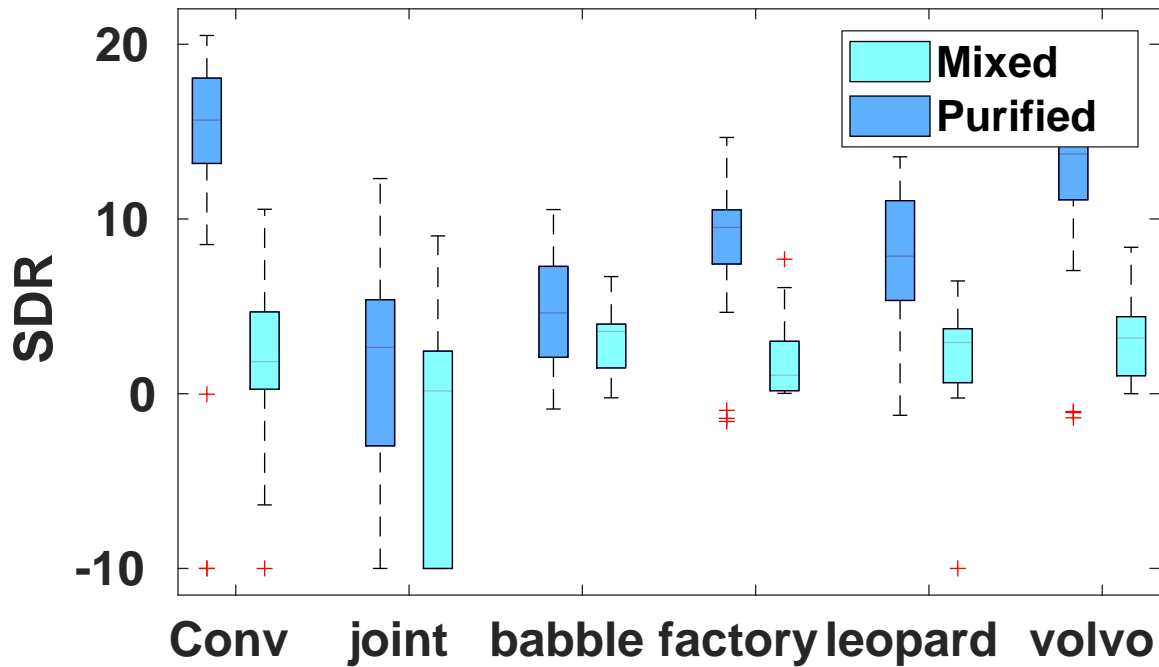 Mixed
Purified
20
10
0
-10
SDR
Conv joint babble factory leopard volvo